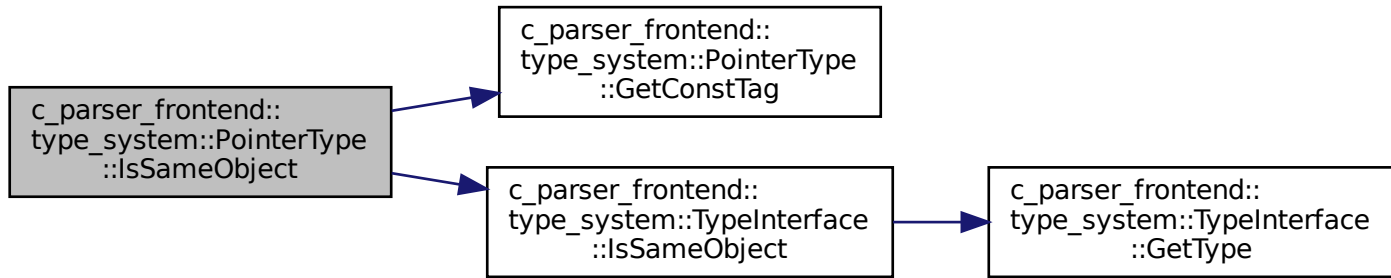 c_parser_frontend::
type_system::PointerType
::IsSameObject
c_parser_frontend::
type_system::PointerType
::GetConstTag
c_parser_frontend::
type_system::TypeInterface
::IsSameObject
c_parser_frontend::
type_system::TypeInterface
::GetType